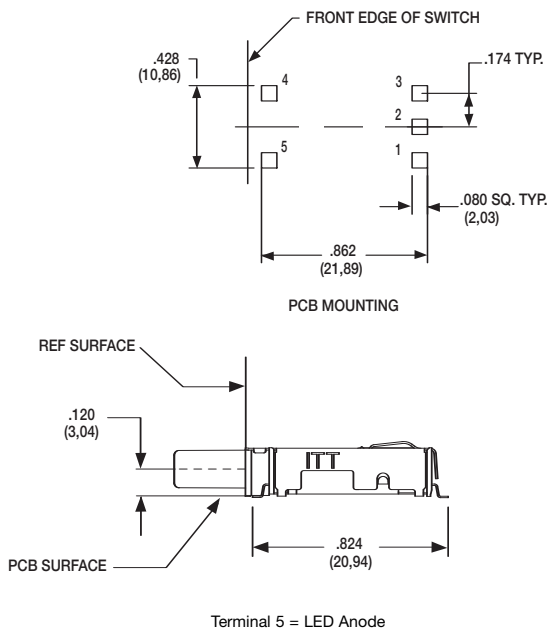 FRONT EDGE OF SWITCH
.428
(10,86)
.174 TYP.
4
3
2
5
1
.080 SQ. TYP.
(2,03)
.862
(21,89)
PCB MOUNTING
REF SURFACE
.120
(3,04)
ITT
.824
(20,94)
PCB SURFACE
Terminal 5 = LED Anode